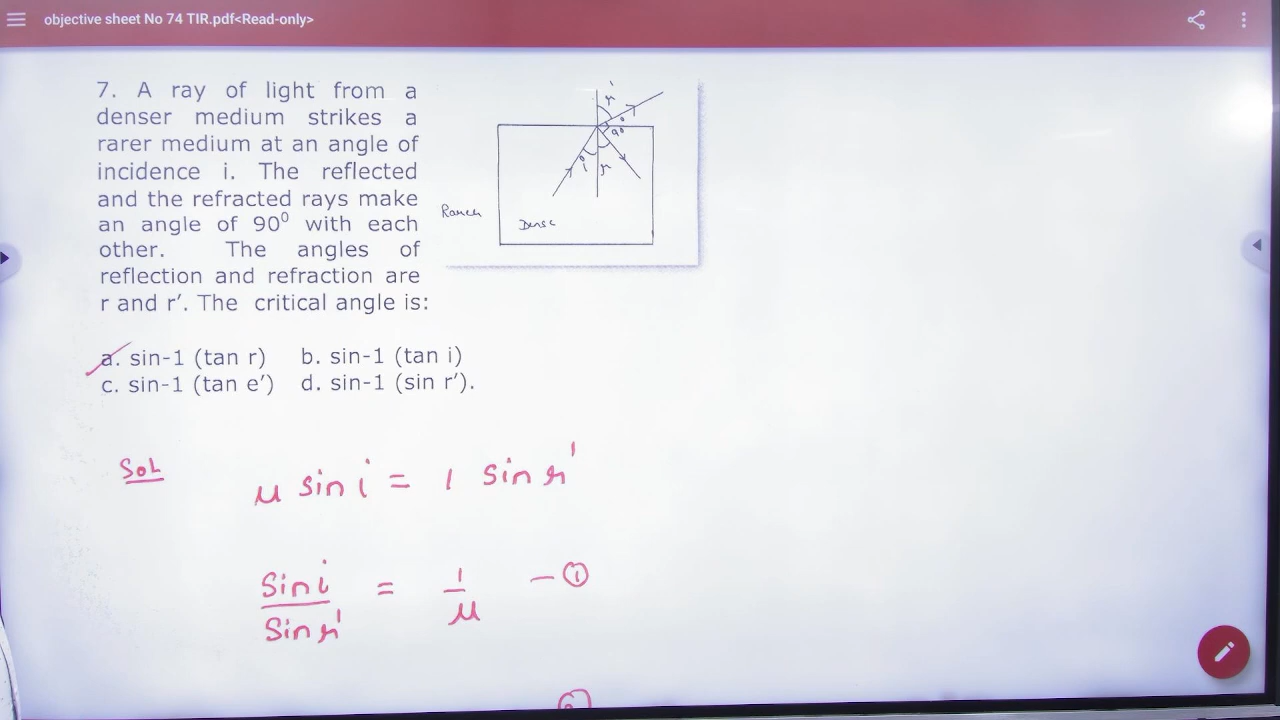 objective sheet No 74 TIR.pdf<Read-only>
7. A ray of light from a
denser medium strikes a
rarer medium at an angle of
incidence i. The reflected
and the refracted rays make
an angle of 90⁰ with each
other. The angles of
reflection and refraction are
r and r′. The critical angle is:
r'
90°
i r
Rarer
Dense
a. sin-1 (tan r) b. sin-1 (tan i)
c. sin-1 (tan e′) d. sin-1 (sin r′).
Sol
μ sin i = 1 sin r'
sin i / sin r' = 1/μ — ①